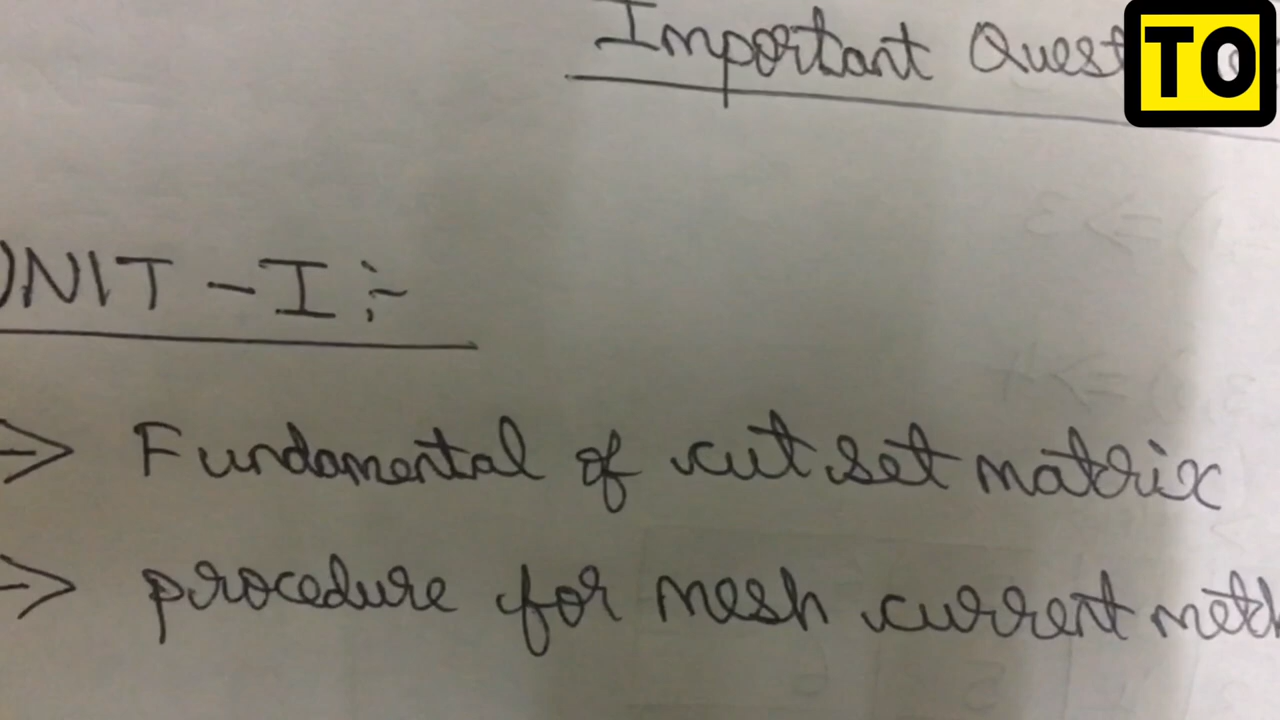 Important Quest
TO
UNIT - I :-
=> Fundamental of cut set matrix
=> procedure for mesh current meth